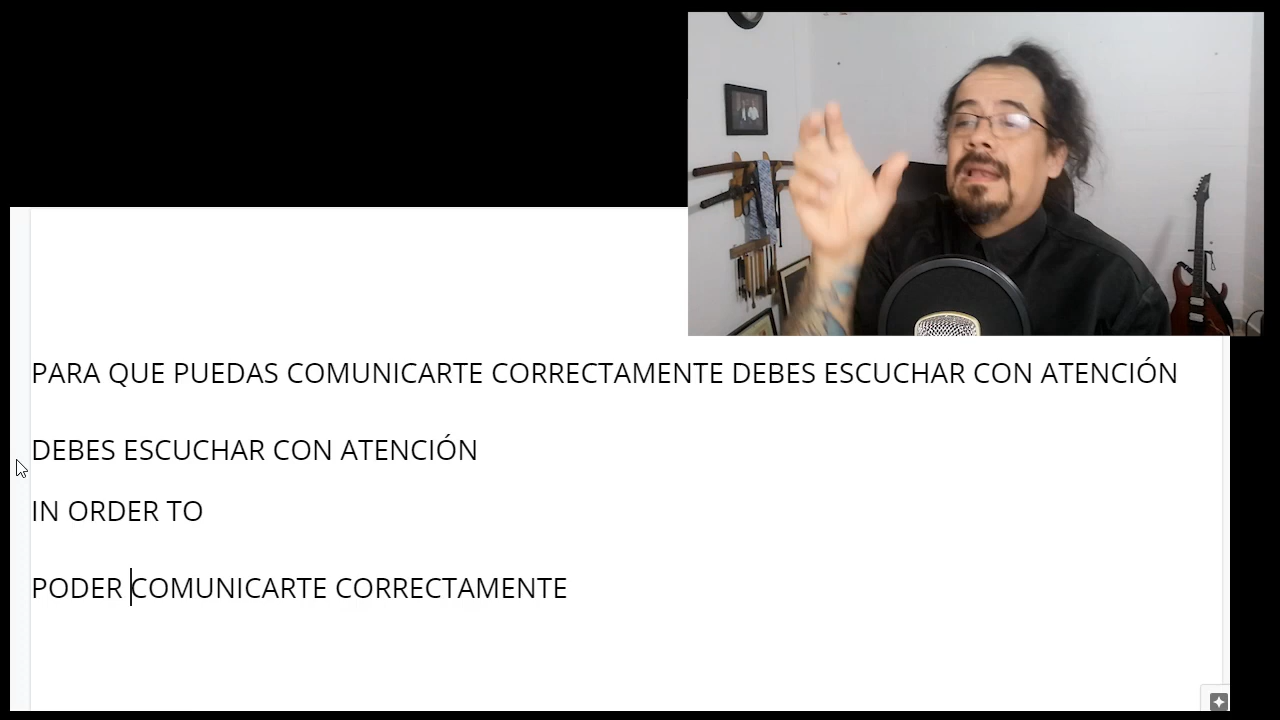 PARA QUE PUEDAS COMUNICARTE CORRECTAMENTE DEBES ESCUCHAR CON ATENCIÓN
DEBES ESCUCHAR CON ATENCIÓN
IN ORDER TO
PODER COMUNICARTE CORRECTAMENTE